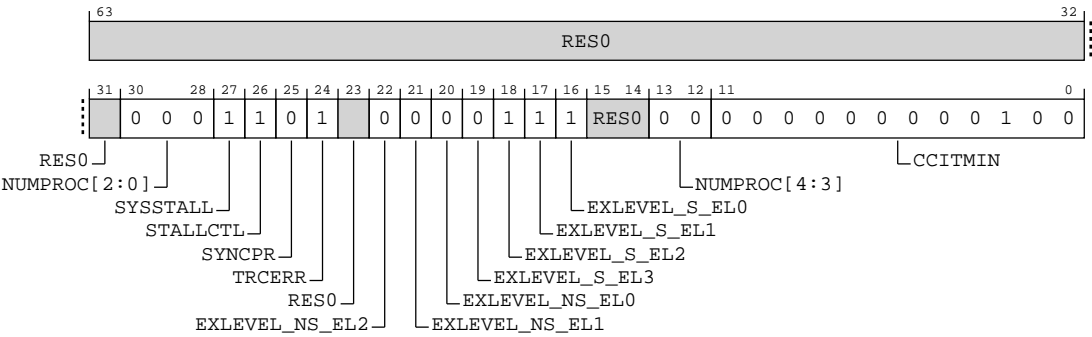 63 32
RES0
31 30 28 27 26 25 24 23 22 21 20 19 18 17 16 15 14 13 12 11 0
0 0 0 1 1 0 1 0 0 0 0 1 1 1 RES0 0 0 0 0 0 0 0 0 0 0 0 1 0 0
RES0 CCITMIN
NUMPROC[2:0] NUMPROC[4:3]
SYSSTALL EXLEVEL_S_EL0
STALLCTL EXLEVEL_S_EL1
SYNCPR EXLEVEL_S_EL2
TRCERR EXLEVEL_S_EL3
RES0 EXLEVEL_NS_EL0
EXLEVEL_NS_EL2 EXLEVEL_NS_EL1